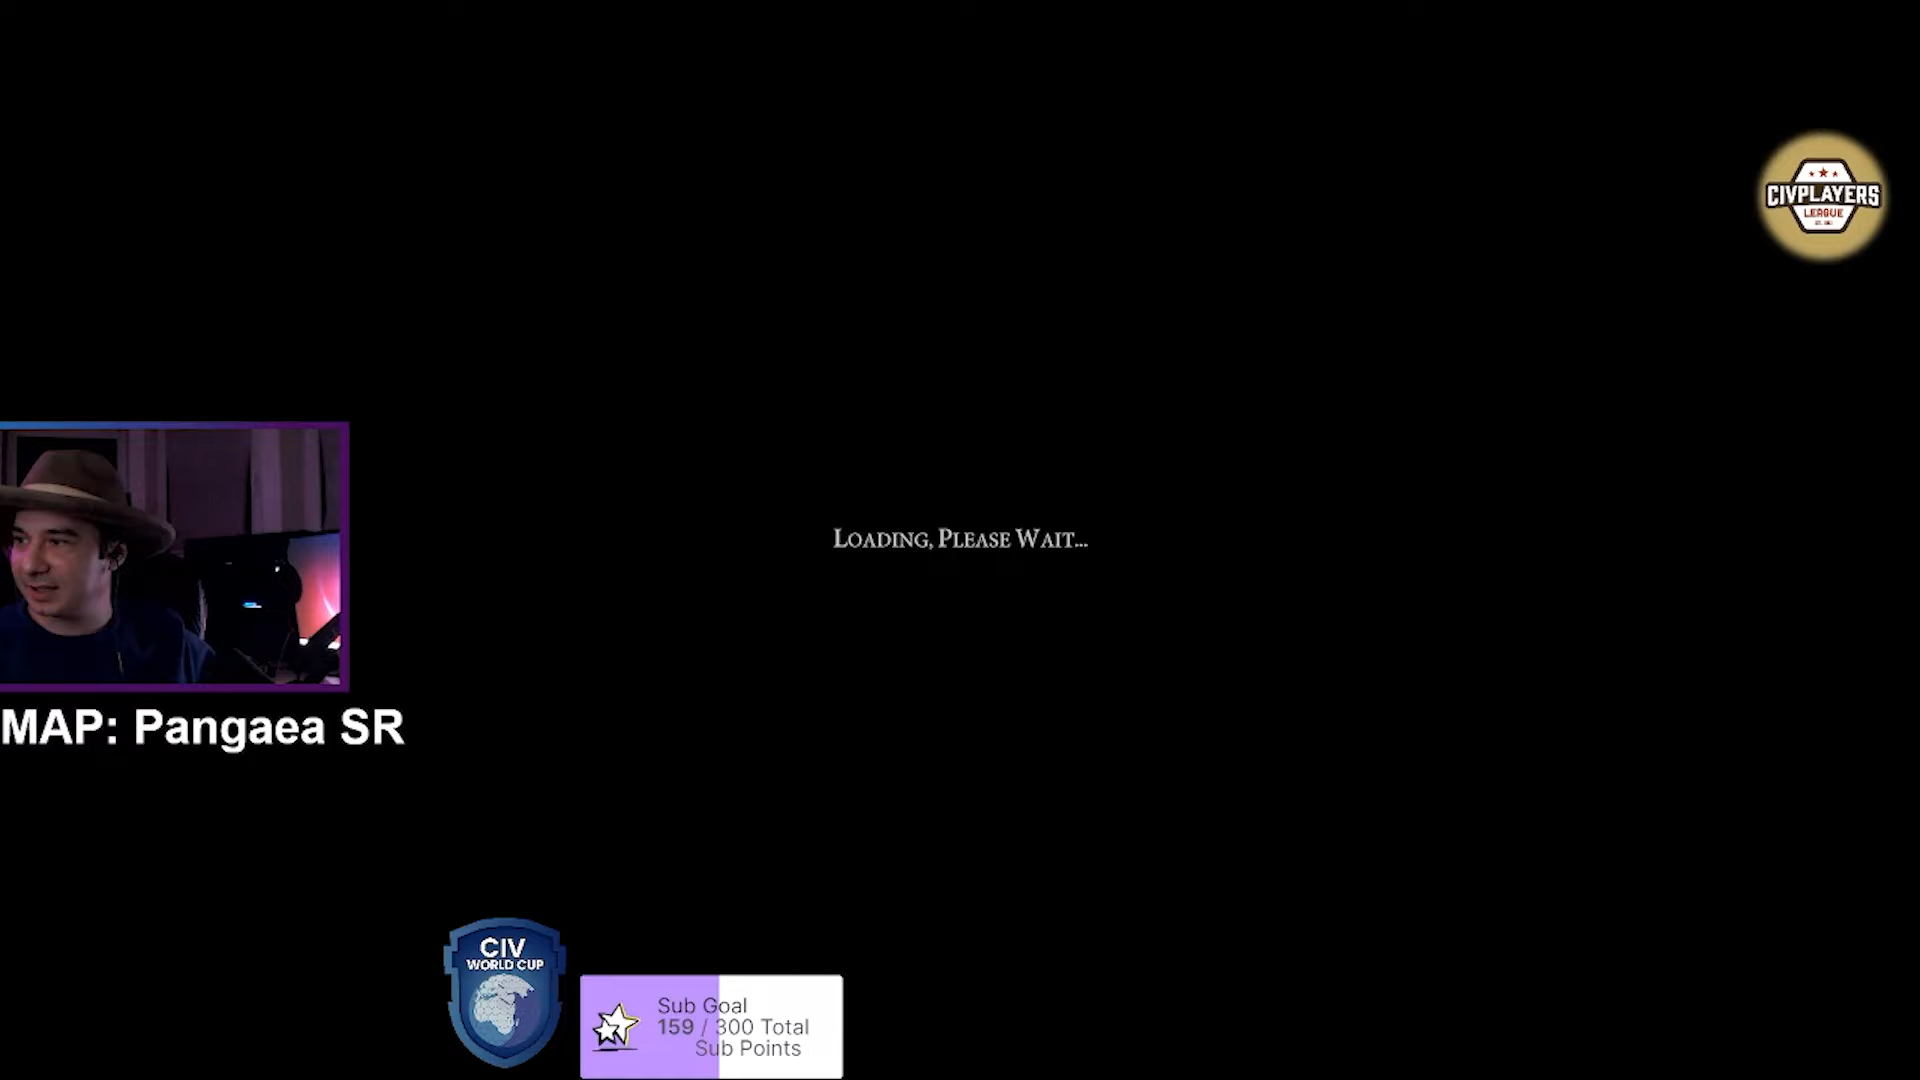 CIVPLAYERS
LEAGUE
LOADING, PLEASE WAIT...
MAP: Pangaea SR
CIV
WORLD CUP
Sub Goal
159 / 300 Total
Sub Points